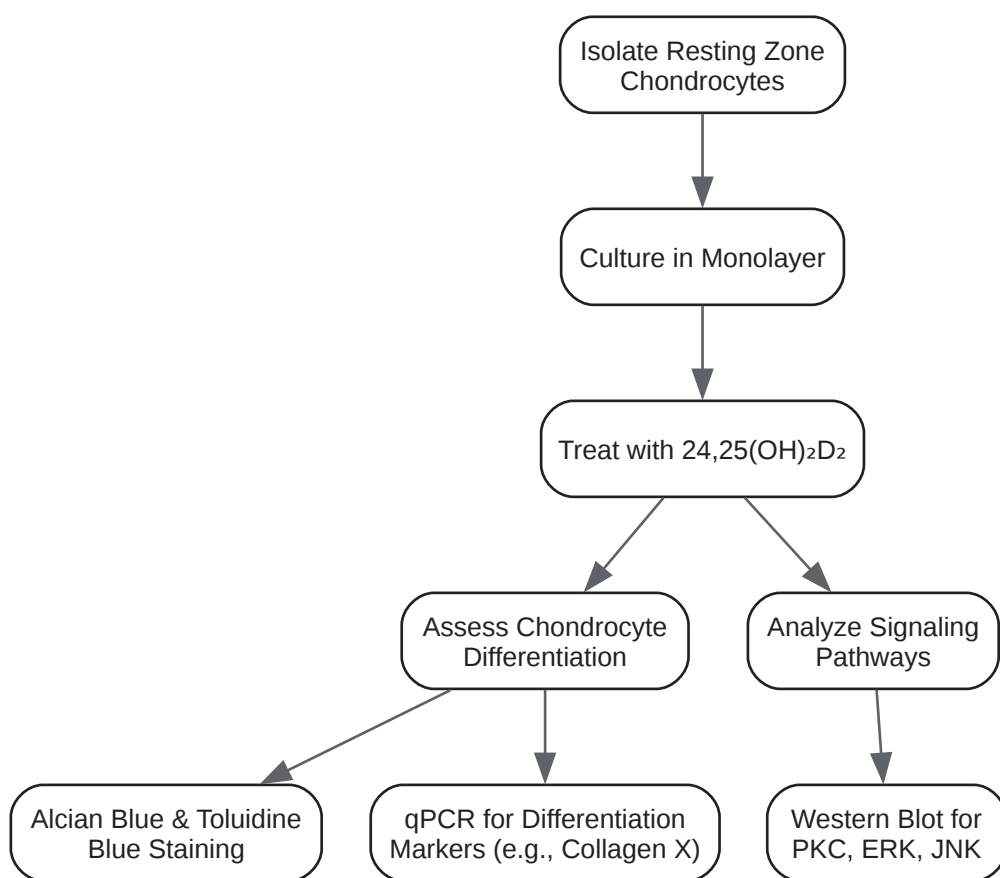 Isolate Resting Zone
Chondrocytes
Culture in Monolayer
Treat with 24,25(OH)₂D₂
Assess Chondrocyte
Differentiation
Analyze Signaling
Pathways
Alcian Blue & Toluidine
Blue Staining
qPCR for Differentiation
Markers (e.g., Collagen X)
Western Blot for
PKC, ERK, JNK